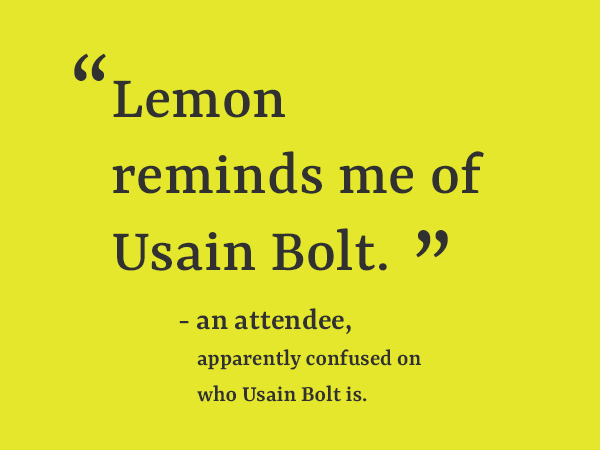 “Lemon
reminds me of
Usain Bolt.”
- an attendee,
apparently confused on
who Usain Bolt is.